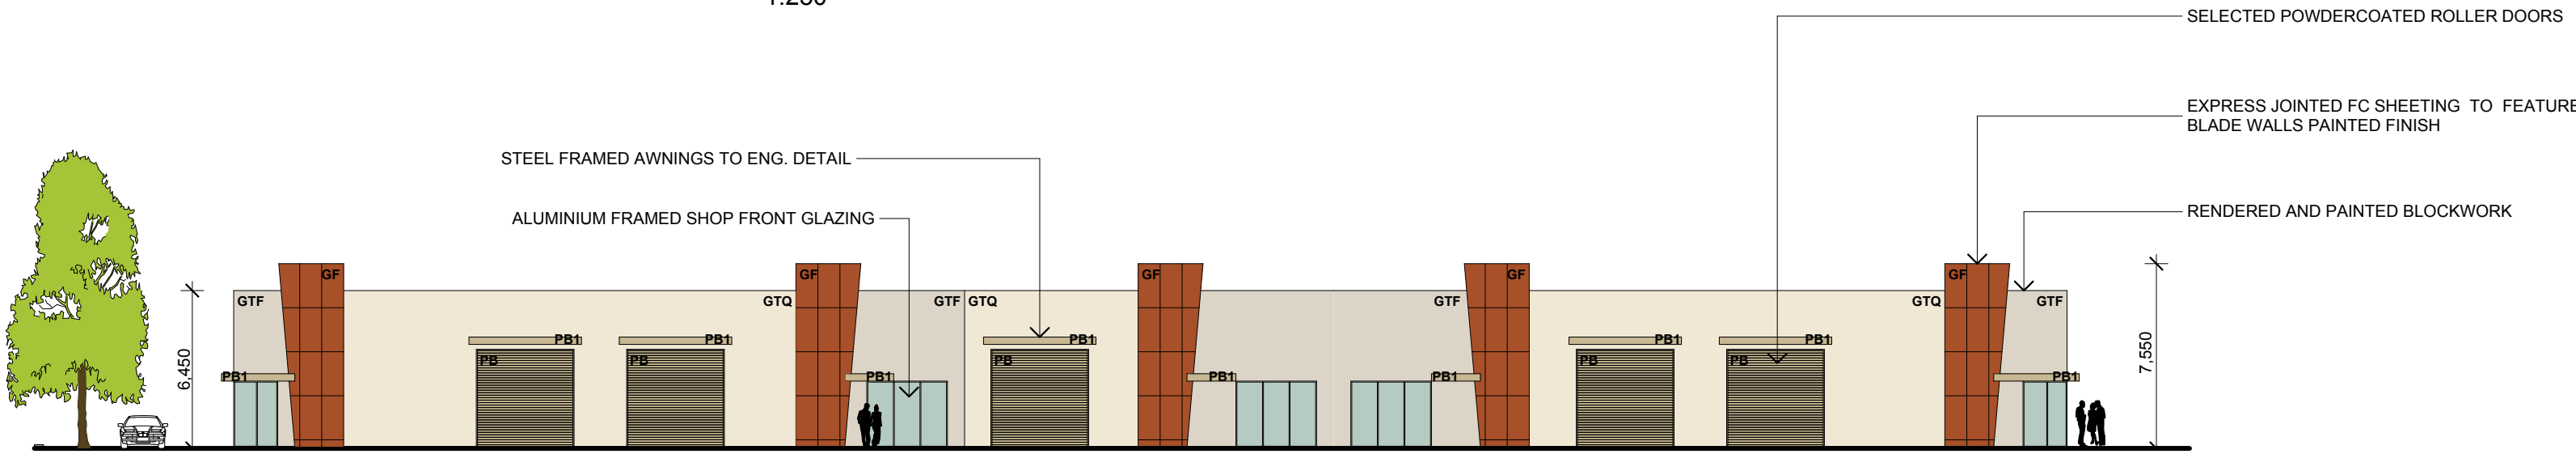 1:250
SELECTED POWDERCOATED ROLLER DOORS
EXPRESS JOINTED FC SHEETING TO FEATURE
BLADE WALLS PAINTED FINISH
STEEL FRAMED AWNINGS TO ENG. DETAIL
ALUMINIUM FRAMED SHOP FRONT GLAZING
RENDERED AND PAINTED BLOCKWORK
GF
GF
GF
GF
GF
GTF
GTQ
GTF
GTQ
GTF
GTQ
GTF
PB1
PB1
PB1
PB1
PB1
PB
PB
PB
PB
PB
PB1
PB1
PB1
PB1
PB1
6,450
7,550